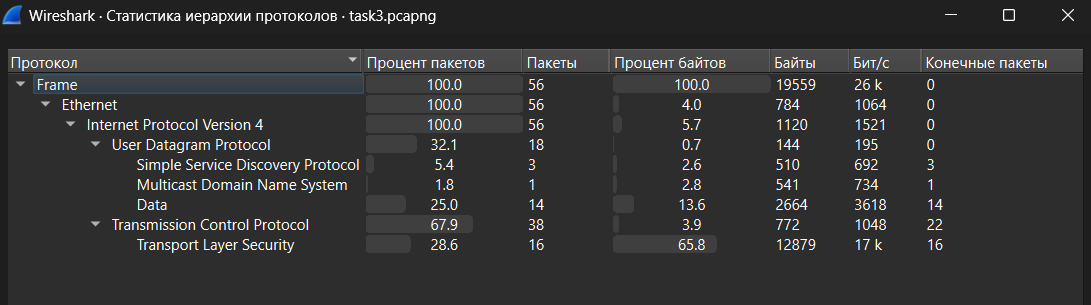 Wireshark · Статистика иерархии протоколов · task3.pcapng
Протокол Процент пакетов Пакеты Процент байтов Байты Бит/с Конечные пакеты
Frame 100.0 56 100.0 19559 26 k 0
Ethernet 100.0 56 4.0 784 1064 0
Internet Protocol Version 4 100.0 56 5.7 1120 1521 0
User Datagram Protocol 32.1 18 0.7 144 195 0
Simple Service Discovery Protocol 5.4 3 2.6 510 692 3
Multicast Domain Name System 1.8 1 2.8 541 734 1
Data 25.0 14 13.6 2664 3618 14
Transmission Control Protocol 67.9 38 3.9 772 1048 22
Transport Layer Security 28.6 16 65.8 12879 17 k 16